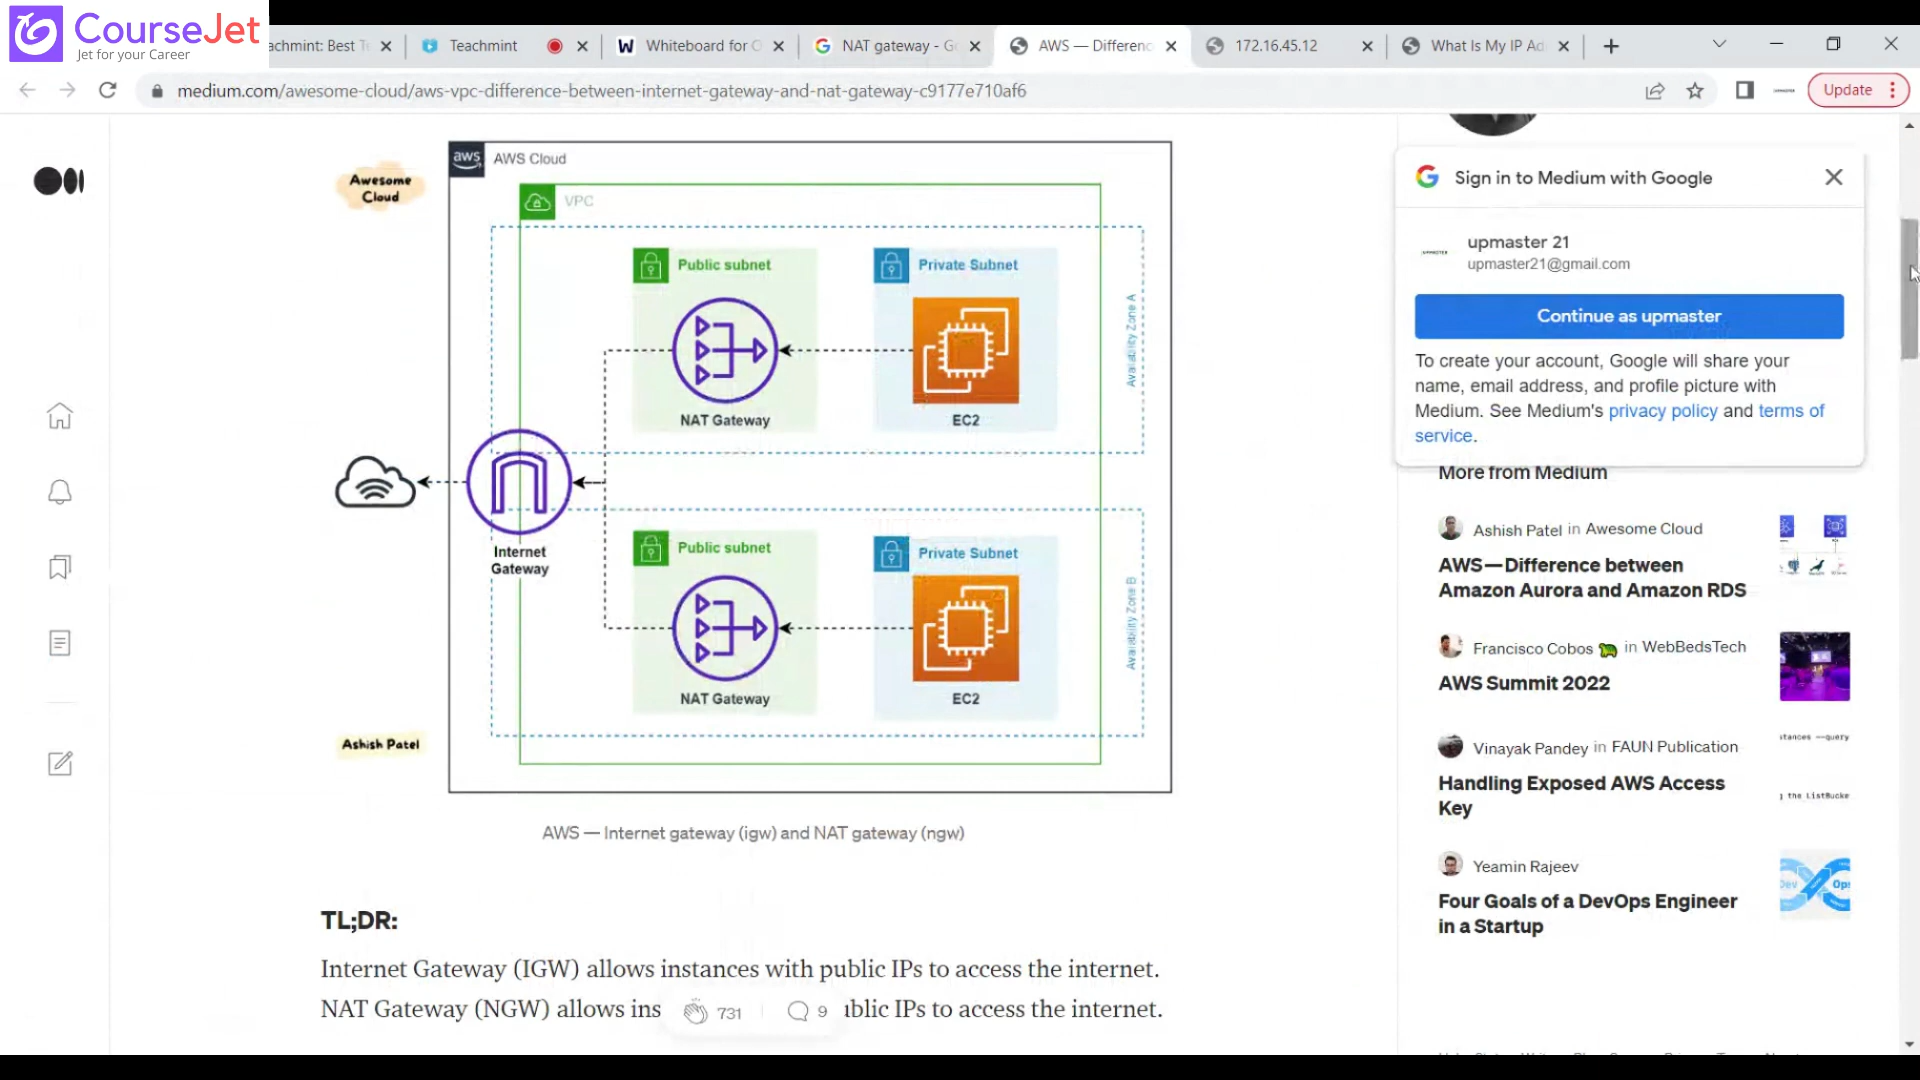 CourseJet
Jet for your Career
achmint: Best T
Teachmint
Whiteboard for O
NAT gateway - G
AWS — Differenc
172.16.45.12
What Is My IP Ad
medium.com/awesome-cloud/aws-vpc-difference-between-internet-gateway-and-nat-gateway-c9177e710af6
Update
Awesome
Cloud
aws
AWS Cloud
VPC
Public subnet
Private Subnet
NAT Gateway
EC2
Availability Zone A
Internet
Gateway
Public subnet
Private Subnet
NAT Gateway
EC2
Availability Zone B
Ashish Patel
AWS — Internet gateway (igw) and NAT gateway (ngw)
TL;DR:
Internet Gateway (IGW) allows instances with public IPs to access the internet.
NAT Gateway (NGW) allows ins
731
9
ublic IPs to access the internet.
Sign in to Medium with Google
upmaster 21
upmaster21@gmail.com
Continue as upmaster
To create your account, Google will share your
name, email address, and profile picture with
Medium. See Medium's privacy policy and terms of
service.
More from Medium
Ashish Patel in Awesome Cloud
AWS—Difference between
Amazon Aurora and Amazon RDS
Francisco Cobos in WebBedsTech
AWS Summit 2022
Vinayak Pandey in FAUN Publication
Handling Exposed AWS Access
Key
stances --query
g the ListBucke
Yeamin Rajeev
Four Goals of a DevOps Engineer
in a Startup
Dev
Ops